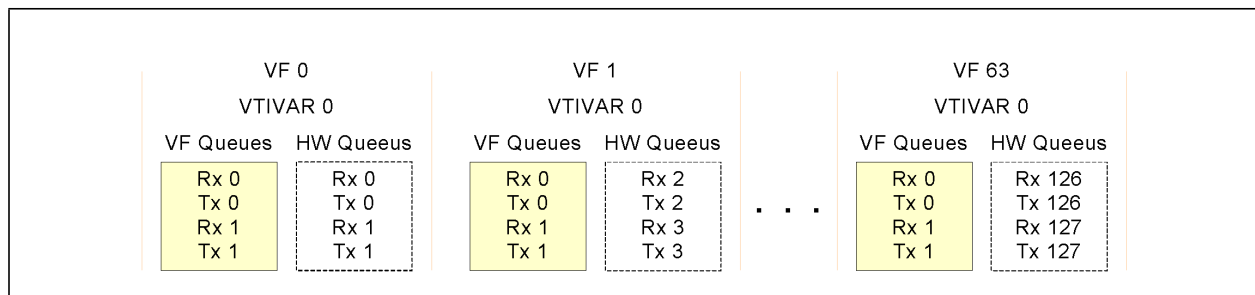 VF 0
VTIVAR 0
VF Queues HW Queeus
Rx 0 Rx 0
Tx 0 Tx 0
Rx 1 Rx 1
Tx 1 Tx 1
VF 1
VTIVAR 0
VF Queues HW Queeus
Rx 0 Rx 2
Tx 0 Tx 2
Rx 1 Rx 3
Tx 1 Tx 3
. . .
VF 63
VTIVAR 0
VF Queues HW Queeus
Rx 0 Rx 126
Tx 0 Tx 126
Rx 1 Rx 127
Tx 1 Tx 127